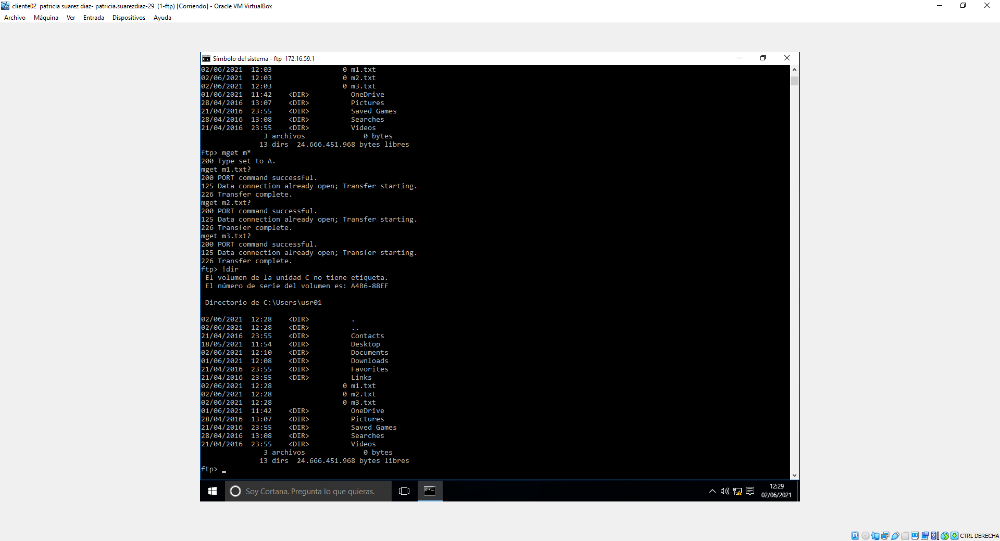 cliente02  patricia suarez diaz- patricia.suarezdiaz-29  (1-ftp) [Corriendo] - Oracle VM VirtualBox
Archivo Máquina Ver Entrada Dispositivos Ayuda
Símbolo del sistema - ftp  172.16.59.1
02/06/2021  12:03                 0 m1.txt
02/06/2021  12:03                 0 m2.txt
02/06/2021  12:03                 0 m3.txt
01/06/2021  11:42    <DIR>          OneDrive
28/04/2016  13:07    <DIR>          Pictures
21/04/2016  23:55    <DIR>          Saved Games
28/04/2016  13:08    <DIR>          Searches
21/04/2016  23:55    <DIR>          Videos
               3 archivos              0 bytes
              13 dirs  24.666.451.968 bytes libres
ftp> mget m*
200 Type set to A.
mget m1.txt?
200 PORT command successful.
125 Data connection already open; Transfer starting.
226 Transfer complete.
mget m2.txt?
200 PORT command successful.
125 Data connection already open; Transfer starting.
226 Transfer complete.
mget m3.txt?
200 PORT command successful.
125 Data connection already open; Transfer starting.
226 Transfer complete.
ftp> !dir
 El volumen de la unidad C no tiene etiqueta.
 El número de serie del volumen es: A4B6-88EF
 Directorio de C:\Users\usr01
02/06/2021  12:28    <DIR>          .
02/06/2021  12:28    <DIR>          ..
21/04/2016  23:55    <DIR>          Contacts
18/05/2021  11:54    <DIR>          Desktop
02/06/2021  12:10    <DIR>          Documents
01/06/2021  12:08    <DIR>          Downloads
21/04/2016  23:55    <DIR>          Favorites
21/04/2016  23:55    <DIR>          Links
02/06/2021  12:28                 0 m1.txt
02/06/2021  12:28                 0 m2.txt
02/06/2021  12:28                 0 m3.txt
01/06/2021  11:42    <DIR>          OneDrive
28/04/2016  13:07    <DIR>          Pictures
21/04/2016  23:55    <DIR>          Saved Games
28/04/2016  13:08    <DIR>          Searches
21/04/2016  23:55    <DIR>          Videos
               3 archivos              0 bytes
              13 dirs  24.666.451.968 bytes libres
ftp> _
Soy Cortana. Pregunta lo que quieras.
12:29
02/06/2021
CTRL DERECHA